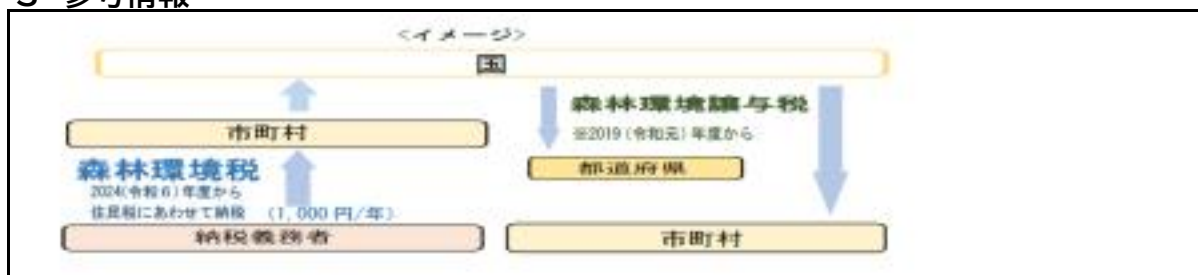 3 参考情報
<イメージ>
国
森林環境譲与税
※2019(令和元)年度から
市町村
都道府県
森林環境税
2024(令和6)年度から
住民税にあわせて納税 (1,000円/年)
納税義務者
市町村